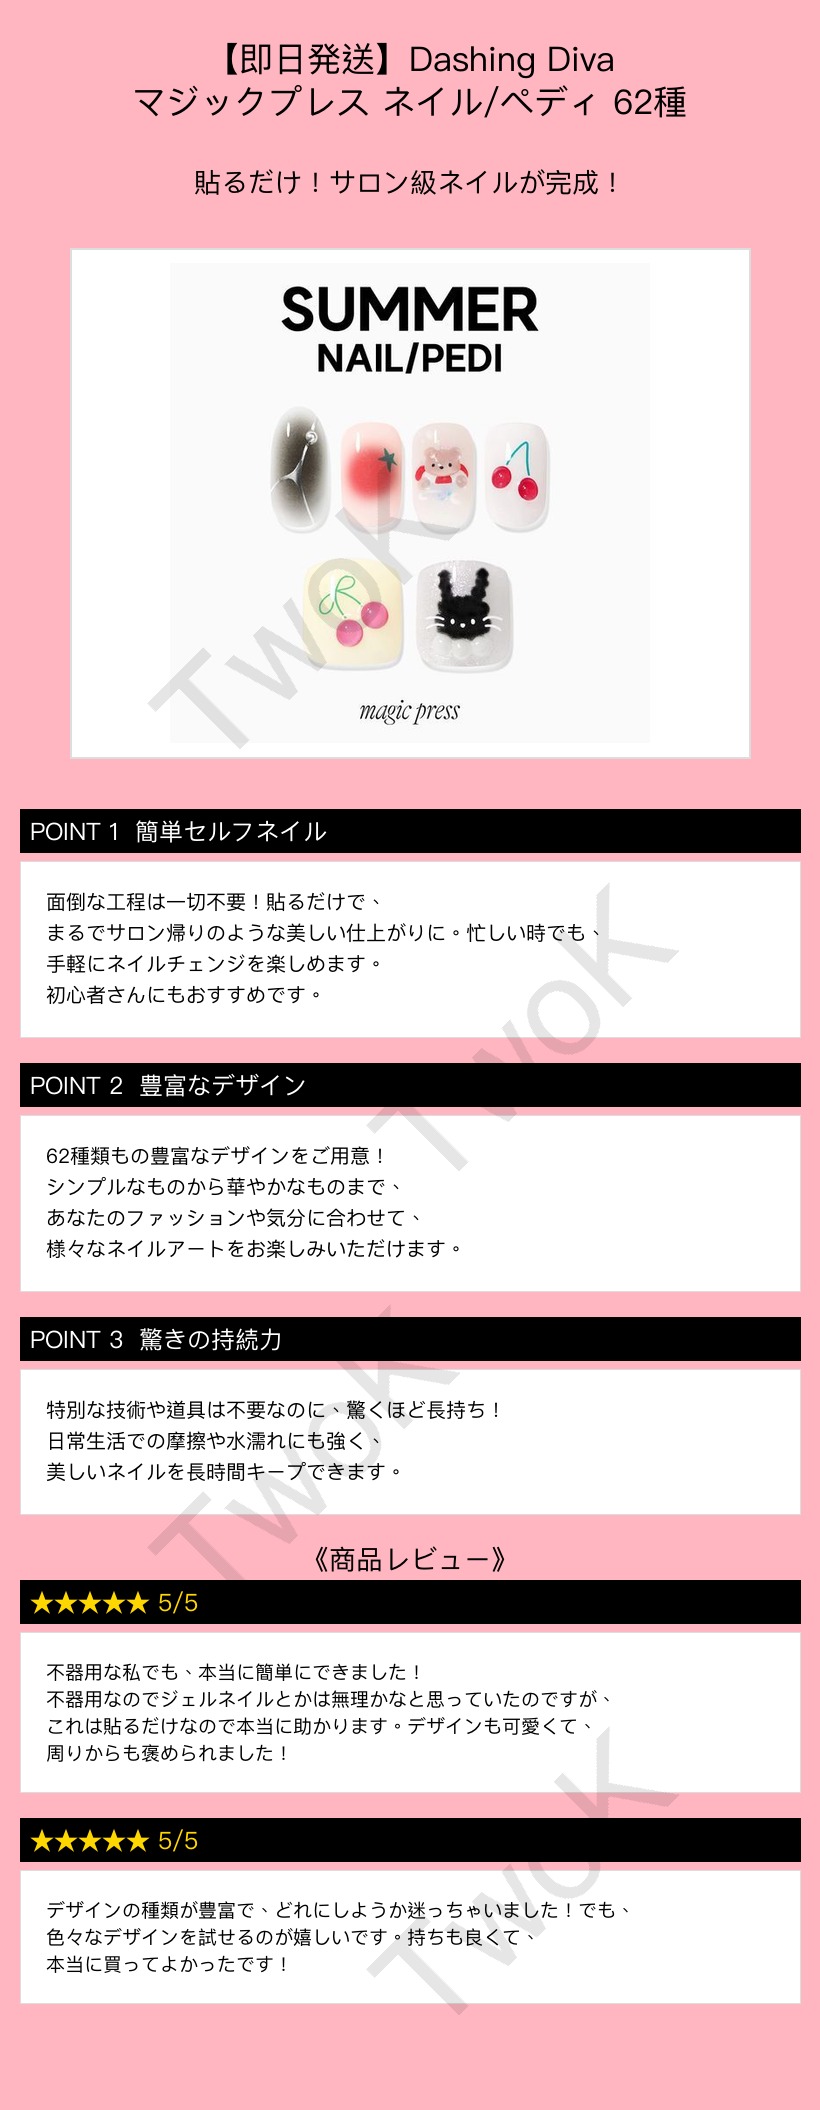 【即日発送】Dashing Diva
マジックプレス ネイル/ペディ 62種
貼るだけ！サロン級ネイルが完成！
SUMMER
NAIL/PEDI
magic press
TwoK
POINT 1 簡単セルフネイル
面倒な工程は一切不要！貼るだけで、
まるでサロン帰りのような美しい仕上がりに。忙しい時でも、
手軽にネイルチェンジを楽しめます。
初心者さんにもおすすめです。
TwoK
POINT 2 豊富なデザイン
62種類もの豊富なデザインをご用意！
シンプルなものから華やかなものまで、
あなたのファッションや気分に合わせて、
様々なネイルアートをお楽しみいただけます。
POINT 3 驚きの持続力
特別な技術や道具は不要なのに、驚くほど長持ち！
日常生活での摩擦や水濡れにも強く、
美しいネイルを長時間キープできます。
TwoK
《商品レビュー》
★★★★★ 5/5
不器用な私でも、本当に簡単にできました！
不器用なのでジェルネイルとかは無理かなと思っていたのですが、
これは貼るだけなので本当に助かります。デザインも可愛くて、
周りからも褒められました！
★★★★★ 5/5
デザインの種類が豊富で、どれにしようか迷っちゃいました！でも、
色々なデザインを試せるのが嬉しいです。持ちも良くて、
本当に買ってよかったです！
TwoK